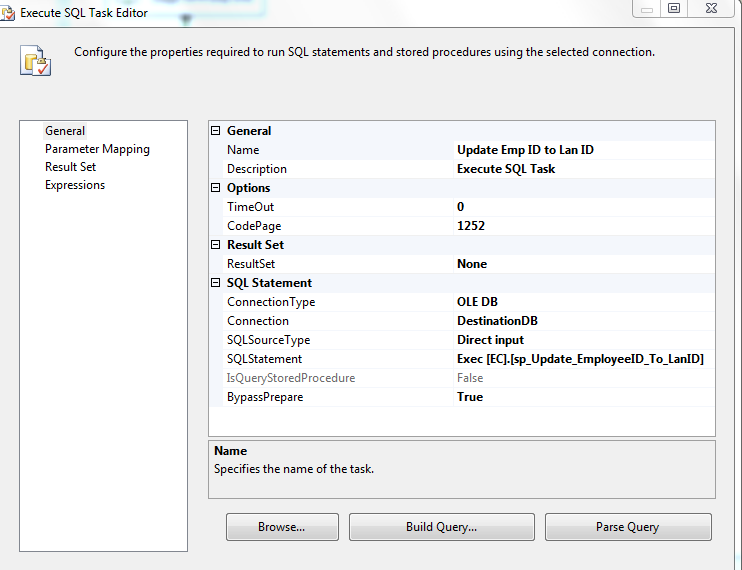 Execute SQL Task Editor
Configure the properties required to run SQL statements and stored procedures using the selected connection.
General
Parameter Mapping
Result Set
Expressions
General
Name Update Emp ID to Lan ID
Description Execute SQL Task
Options
TimeOut 0
CodePage 1252
Result Set
ResultSet None
SQL Statement
ConnectionType OLE DB
Connection DestinationDB
SQLSourceType Direct input
SQLStatement Exec [EC].[sp_Update_EmployeeID_To_LanID]
IsQueryStoredProcedure False
BypassPrepare True
Name
Specifies the name of the task.
Browse... Build Query... Parse Query